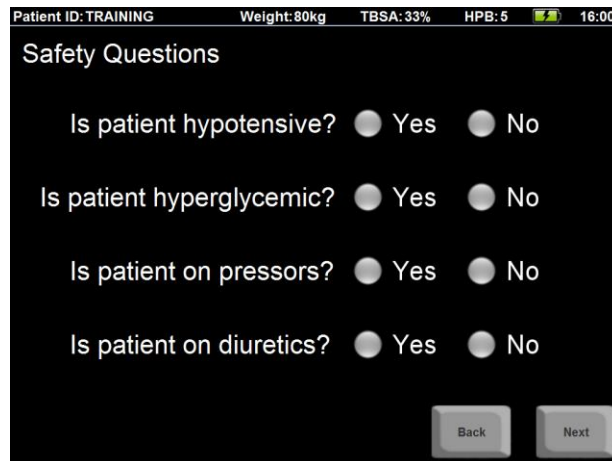 Patient ID: TRAINING Weight: 80kg TBSA: 33% HPB: 5 16:00
Safety Questions
Is patient hypotensive? Yes No
Is patient hyperglycemic? Yes No
Is patient on pressors? Yes No
Is patient on diuretics? Yes No
Back Next